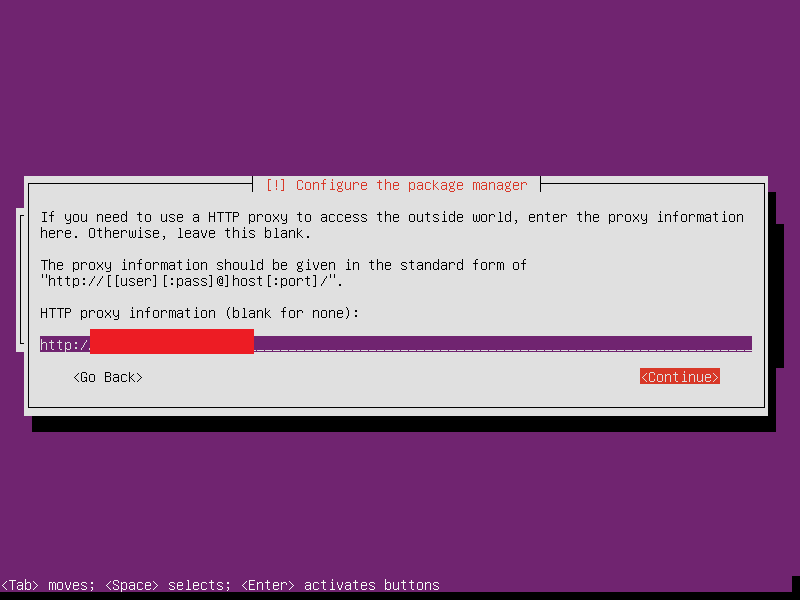 [!] Configure the package manager
If you need to use a HTTP proxy to access the outside world, enter the proxy information
here. Otherwise, leave this blank.
The proxy information should be given in the standard form of
"http://[[user][:pass]@]host[:port]/".
HTTP proxy information (blank for none):
http:/
<Go Back> <Continue>
<Tab> moves; <Space> selects; <Enter> activates buttons